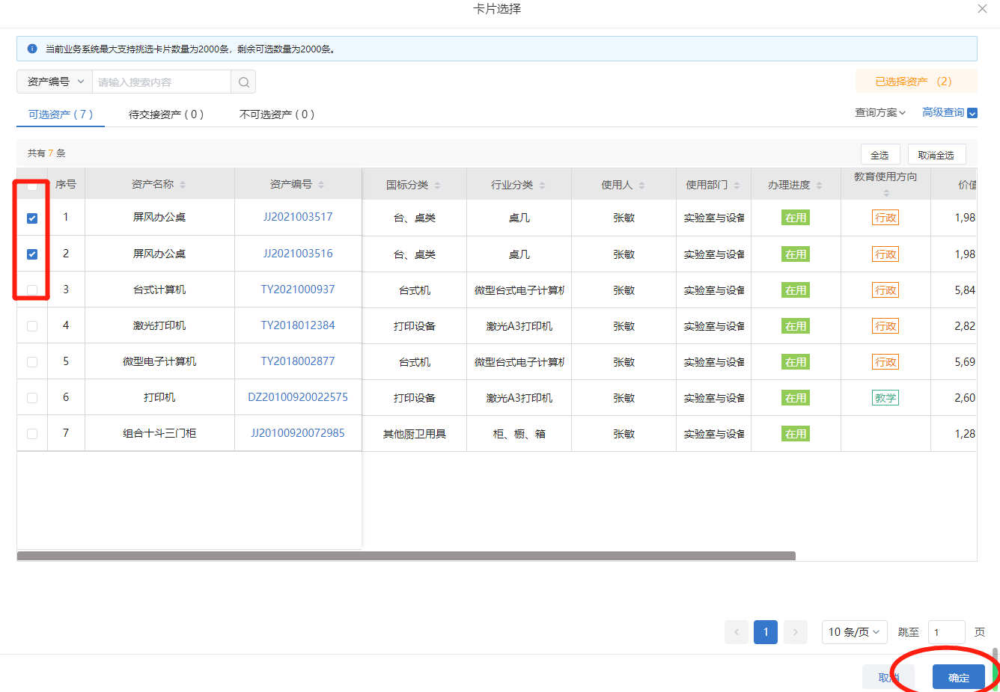 卡片选择
当前业务系统最大支持挑选卡片数量为2000条，剩余可选数量为2000条。
资产编号 请输入搜索内容 已选择资产 （2）
可选资产 ( 7 ) 待交接资产 ( 0 ) 不可选资产 ( 0 ) 查询方案 高级查询
共有 7 条 全选 取消全选
序号 资产名称 资产编号 国标分类 行业分类 使用人 使用部门 办理进度 教育使用方向 价值
1 屏风办公桌 JJ2021003517 台、桌类 桌几 张敏 实验室与设备 在用 行政 1,98
2 屏风办公桌 JJ2021003516 台、桌类 桌几 张敏 实验室与设备 在用 行政 1,98
3 台式计算机 TY2021000937 台式机 微型台式电子计算机 张敏 实验室与设备 在用 行政 5,84
4 激光打印机 TY2018012384 打印设备 激光A3打印机 张敏 实验室与设备 在用 行政 2,82
5 微型电子计算机 TY2018002877 台式机 微型台式电子计算机 张敏 实验室与设备 在用 行政 5,69
6 打印机 DZ20100920022575 打印设备 激光A3打印机 张敏 实验室与设备 在用 教学 2,60
7 组合十斗三门柜 JJ20100920072985 其他厨卫用具 柜、橱、箱 张敏 实验室与设备 在用 1,28
1 10 条/页 跳至 1 页
取消 确定